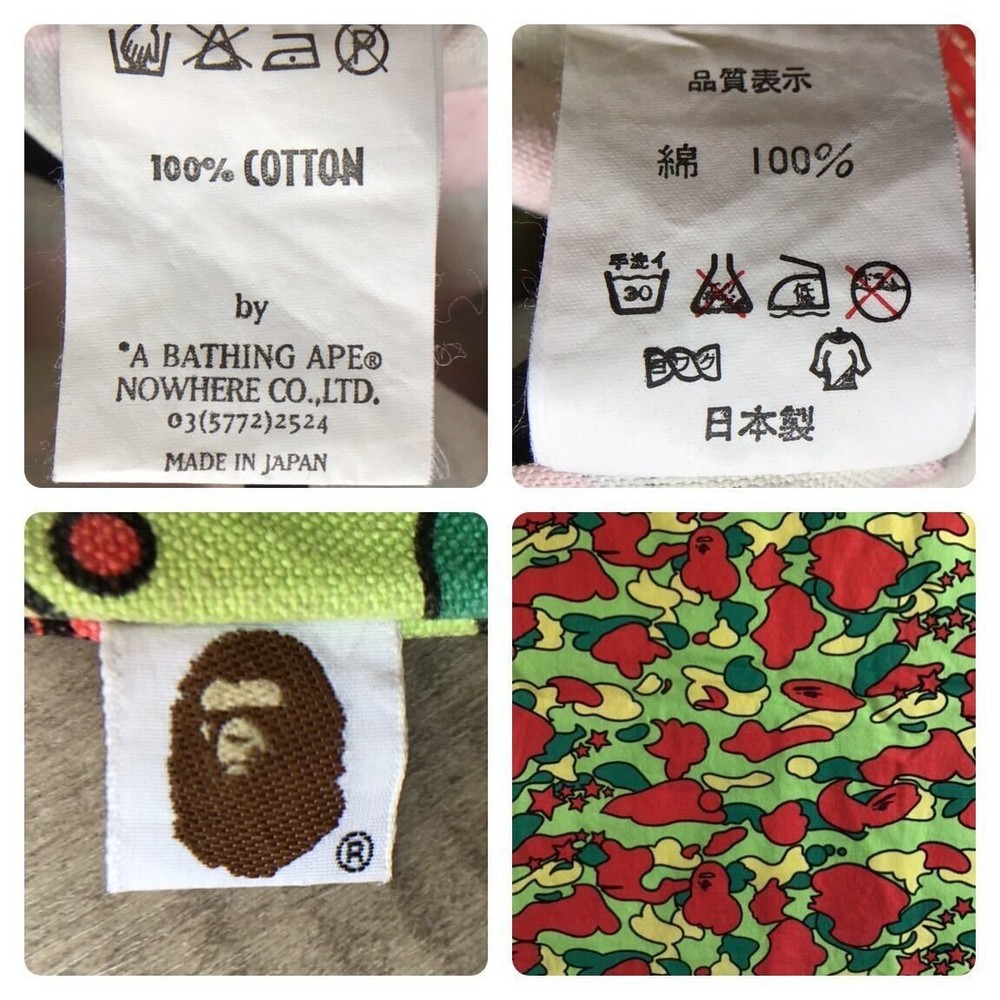 P
100% COTTON
by
*A BATHING APE®
NOWHERE CO.,LTD.
03(5772)2524
MADE IN JAPAN
品質表示
綿 100%
手洗イ
30
低
日本製
®